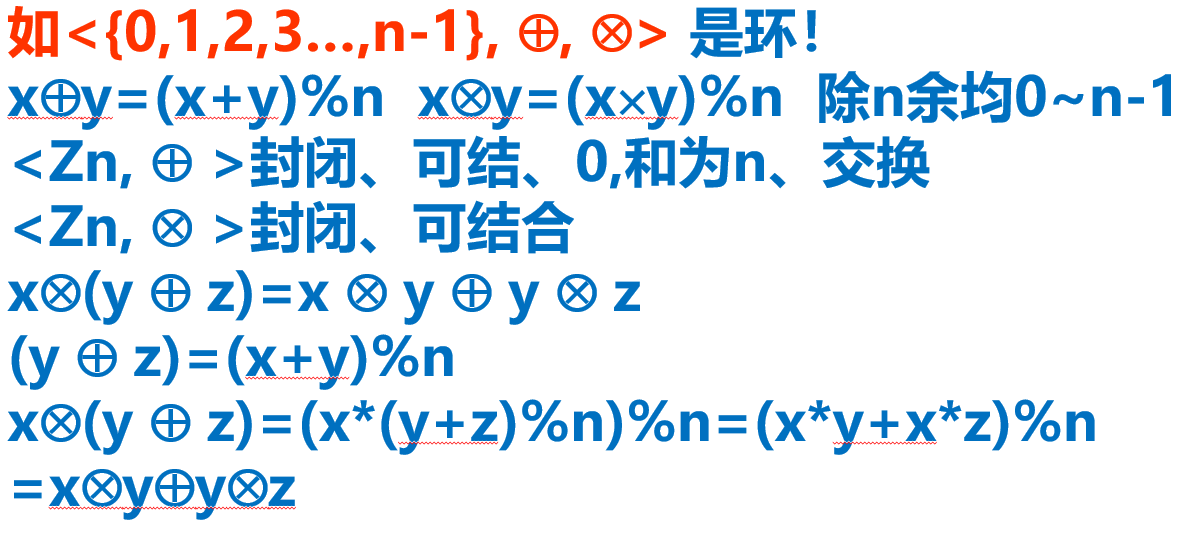 如<{0,1,2,3…,n-1}, ⊕, ⊗> 是环！
x⊕y=(x+y)%n x⊗y=(x×y)%n 除n余均0~n-1
<Zn, ⊕ >封闭、可结、0,和为n、交换
<Zn, ⊗ >封闭、可结合
x⊗(y ⊕ z)=x ⊗ y ⊕ y ⊗ z
(y ⊕ z)=(x+y)%n
x⊗(y ⊕ z)=(x*(y+z)%n)%n=(x*y+x*z)%n
=x⊗y⊕y⊗z